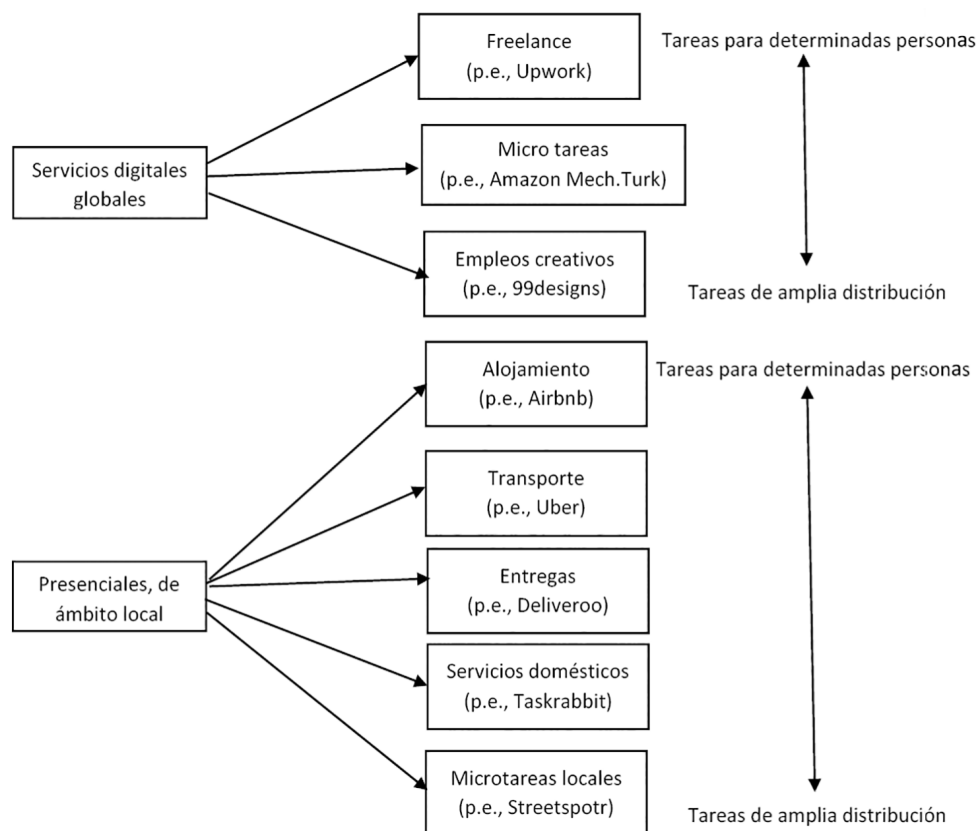 Freelance
(p.e., Upwork)
Tareas para determinadas personas
Servicios digitales
globales
Micro tareas
(p.e., Amazon Mech.Turk)
Empleos creativos
(p.e., 99designs)
Tareas de amplia distribución
Alojamiento
(p.e., Airbnb)
Tareas para determinadas personas
Transporte
(p.e., Uber)
Presenciales, de
ámbito local
Entregas
(p.e., Deliveroo)
Servicios domésticos
(p.e., Taskrabbit)
Microtareas locales
(p.e., Streetspotr)
Tareas de amplia distribución